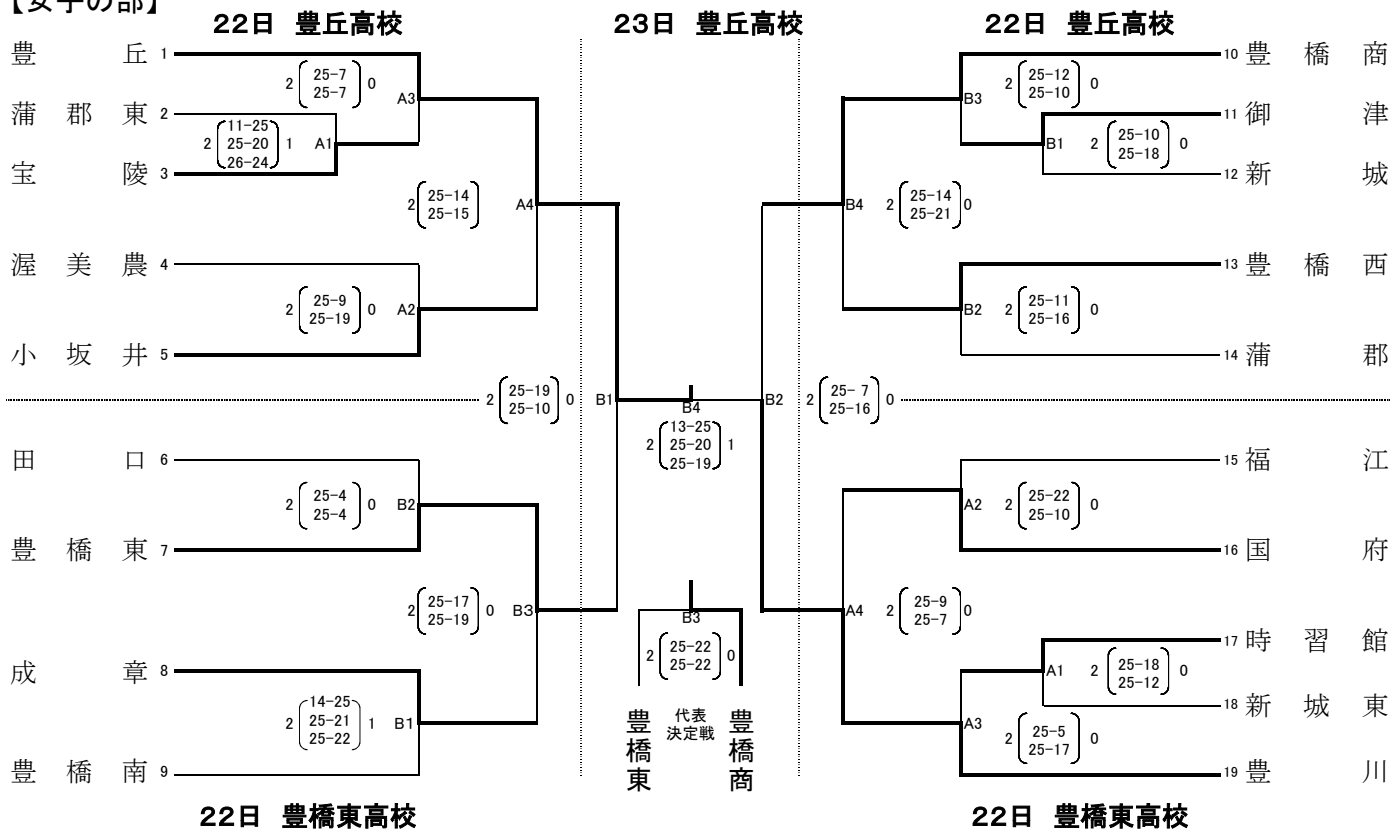 【女子の部】
22日 豊丘高校
23日 豊丘高校
22日 豊丘高校
豊丘 1
2 25-7 0
25-7
A3
蒲郡東 2
2 11-25 1
25-20
26-24
A1
宝陵 3
2 25-14
25-15
A4
渥美農 4
2 25-9 0
25-19
A2
小坂井 5
2 25-19 0
25-10
B1
田口 6
2 25-4 0
25-4
B2
豊橋東 7
2 25-17 0
25-19
B3
成章 8
2 14-25 1
25-21
25-22
B1
豊橋南 9
22日 豊橋東高校
B4
2 13-25 1
25-20
25-19
B3
2 25-22 0
25-22
豊橋東
代表
決定戦
豊橋商
10 豊橋商
B3
2 25-12 0
25-10
11 御津
B1
2 25-10 0
25-18
12 新城
B4
2 25-14 0
25-21
13 豊橋西
B2
2 25-11 0
25-16
14 蒲郡
B2
2 25- 7 0
25-16
15 福江
A2
2 25-22 0
25-10
16 国府
A4
2 25-9 0
25-7
17 時習館
A1
2 25-18 0
25-12
18 新城東
A3
2 25-5 0
25-17
19 豊川
22日 豊橋東高校